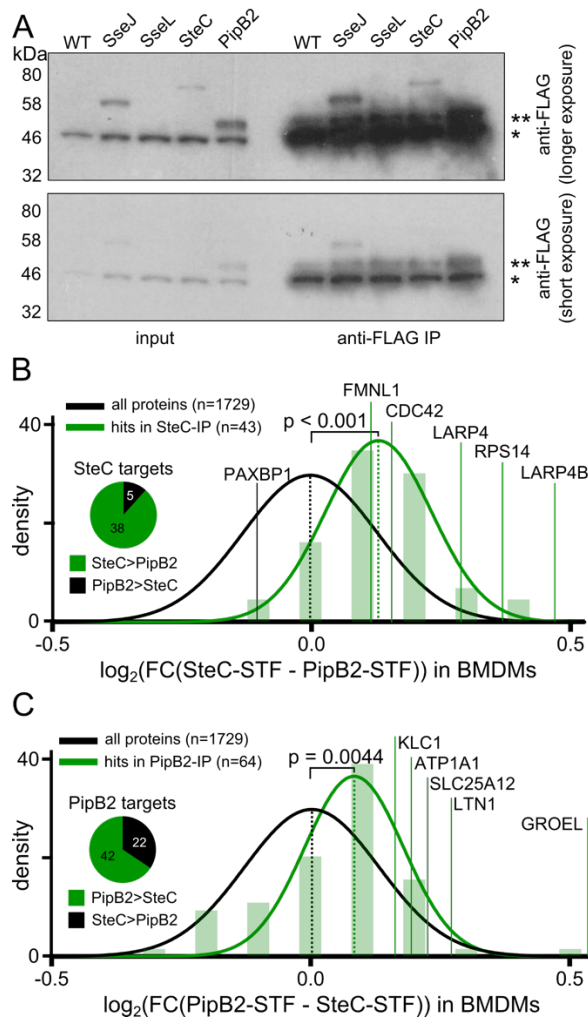 A
kDa
WT SseJ SseL SteC PipB2 WT SseJ SseL SteC PipB2
80
58
46
32
**
*
anti-FLAG
(longer exposure)
80
58
46
32
**
*
anti-FLAG
(short exposure)
input anti-FLAG IP
B
all proteins (n=1729)
hits in SteC-IP (n=43)
p < 0.001
FMNL1
CDC42
LARP4
RPS14
LARP4B
PAXBP1
SteC targets
5
38
SteC>PipB2
PipB2>SteC
density
40
0
-0.5 0.0 0.5
log₂(FC(SteC-STF - PipB2-STF)) in BMDMs
C
all proteins (n=1729)
hits in PipB2-IP (n=64)
p = 0.0044
KLC1
ATP1A1
SLC25A12
LTN1
GROEL
PipB2 targets
22
42
PipB2>SteC
SteC>PipB2
density
40
0
-0.5 0.0 0.5
log₂(FC(PipB2-STF - SteC-STF)) in BMDMs